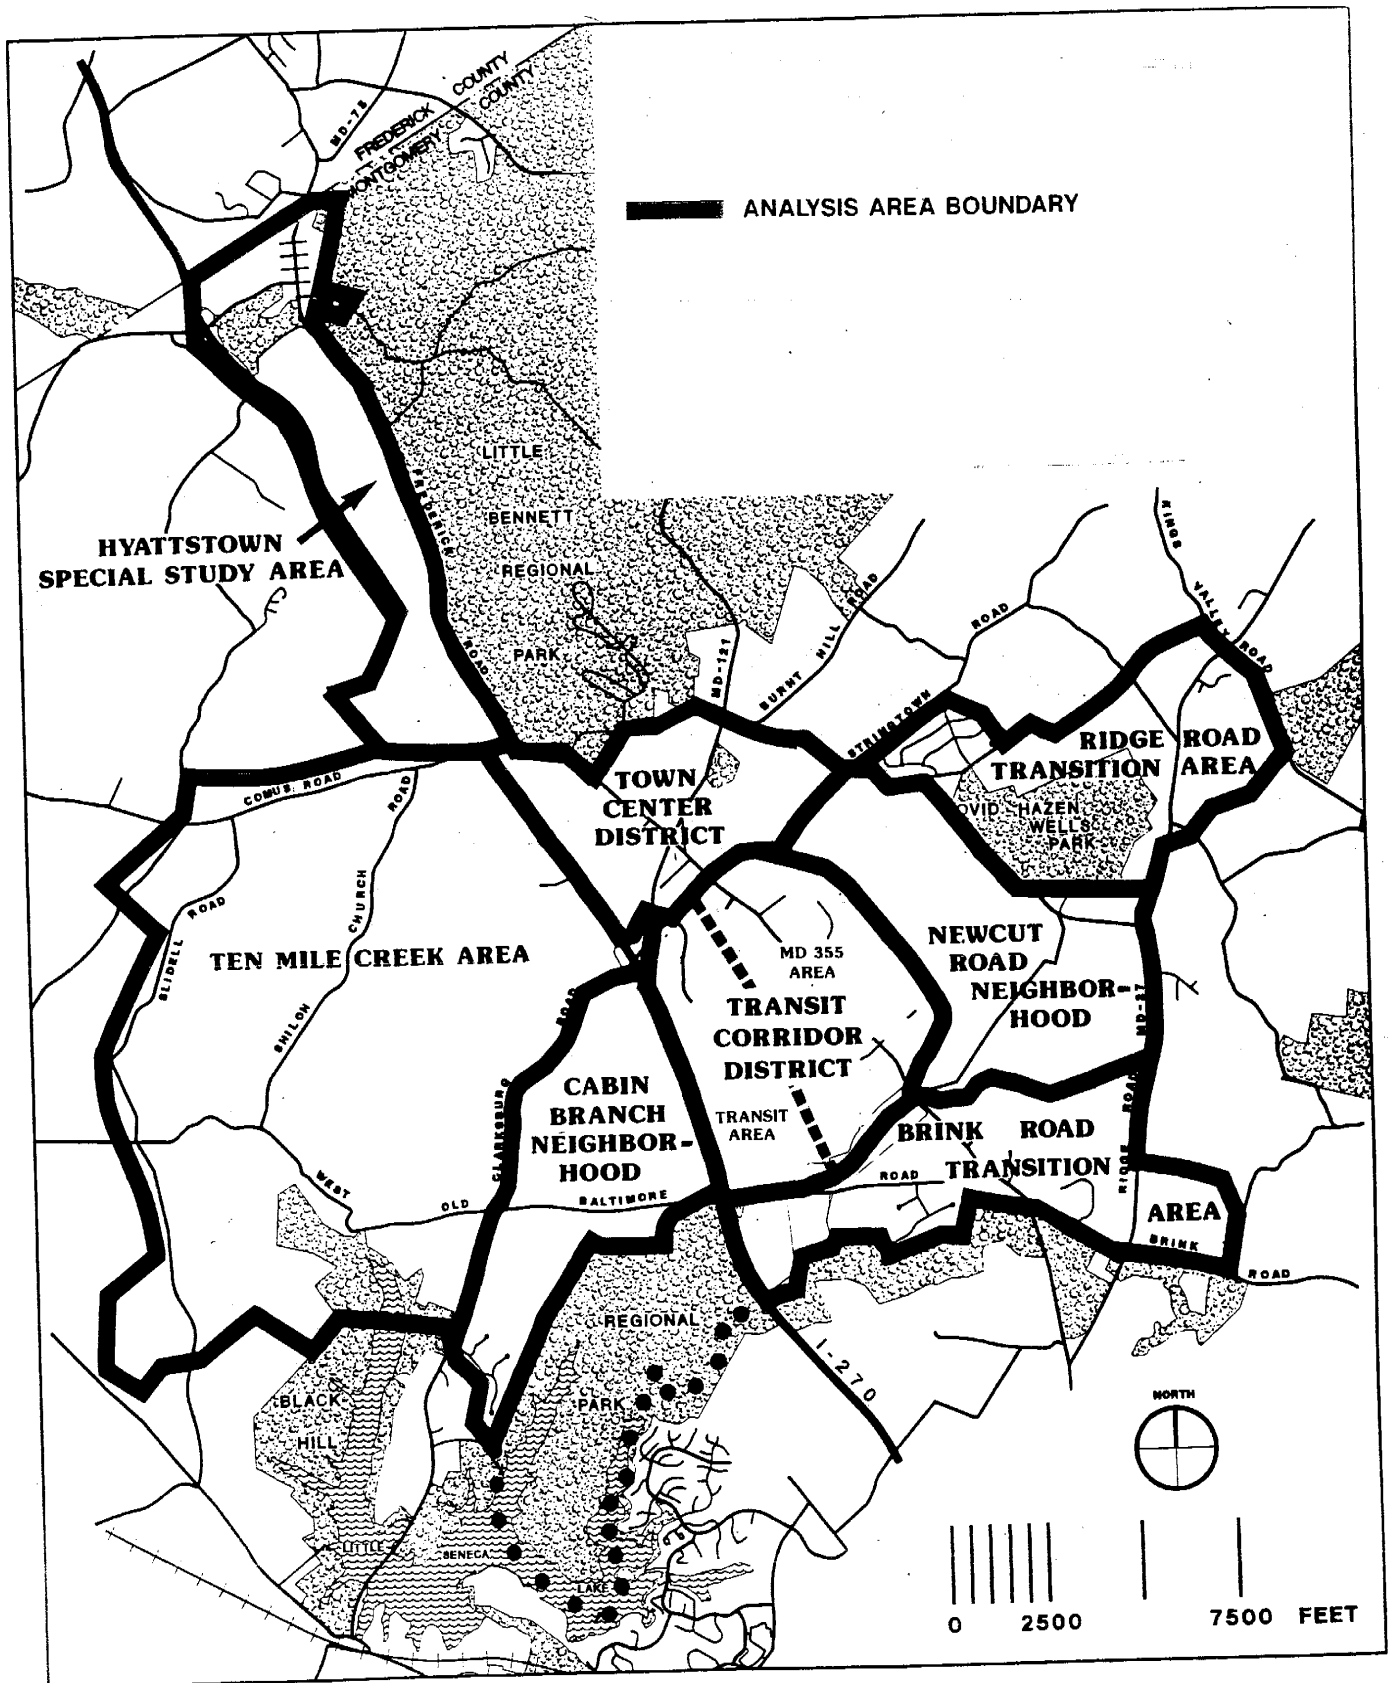 MD-75
FREDERICK COUNTY
MONTGOMERY COUNTY
ANALYSIS AREA BOUNDARY
LITTLE
BENNETT
REGIONAL
PARK
FREDERICK
ROAD
HYATTSTOWN
SPECIAL STUDY AREA
KINGS
VALLEY ROAD
MD-121
BURNT HILL ROAD
STRINGTOWN
ROAD
RIDGE ROAD
TRANSITION AREA
OVID HAZEN
WELLS
PARK
TOWN
CENTER
DISTRICT
COMUS ROAD
ROAD
CHURCH
SHILOH
SLIDELL
ROAD
TEN MILE CREEK AREA
MD 355
AREA
TRANSIT
CORRIDOR
DISTRICT
TRANSIT
AREA
NEWCUT
ROAD
NEIGHBOR-
HOOD
MD-27
RIDGE ROAD
CLARKSBURG
ROAD
CABIN
BRANCH
NEIGHBOR-
HOOD
BRINK ROAD
TRANSITION
AREA
WEST
OLD
BALTIMORE
ROAD
BRINK
ROAD
REGIONAL
PARK
BLACK
HILL
I-270
LITTLE
SENECA
LAKE
NORTH
0 2500 7500 FEET